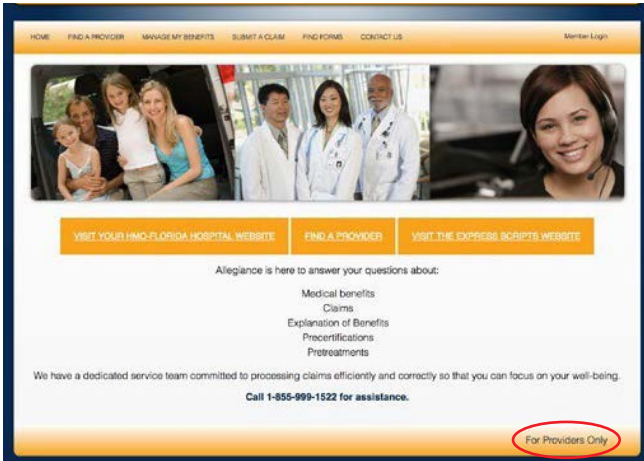 HOME FIND A PROVIDER MANAGE MY BENEFITS SUBMIT A CLAIM FIND FORMS CONTACT US Member Login
VISIT YOUR HMO-FLORIDA HOSPITAL WEBSITE FIND A PROVIDER VISIT THE EXPRESS SCRIPTS WEBSITE
Allegiance is here to answer your questions about:
Medical benefits
Claims
Explanation of Benefits
Precertifications
Pretreatments
We have a dedicated service team committed to processing claims efficiently and correctly so that you can focus on your well-being.
Call 1-855-999-1522 for assistance.
For Providers Only